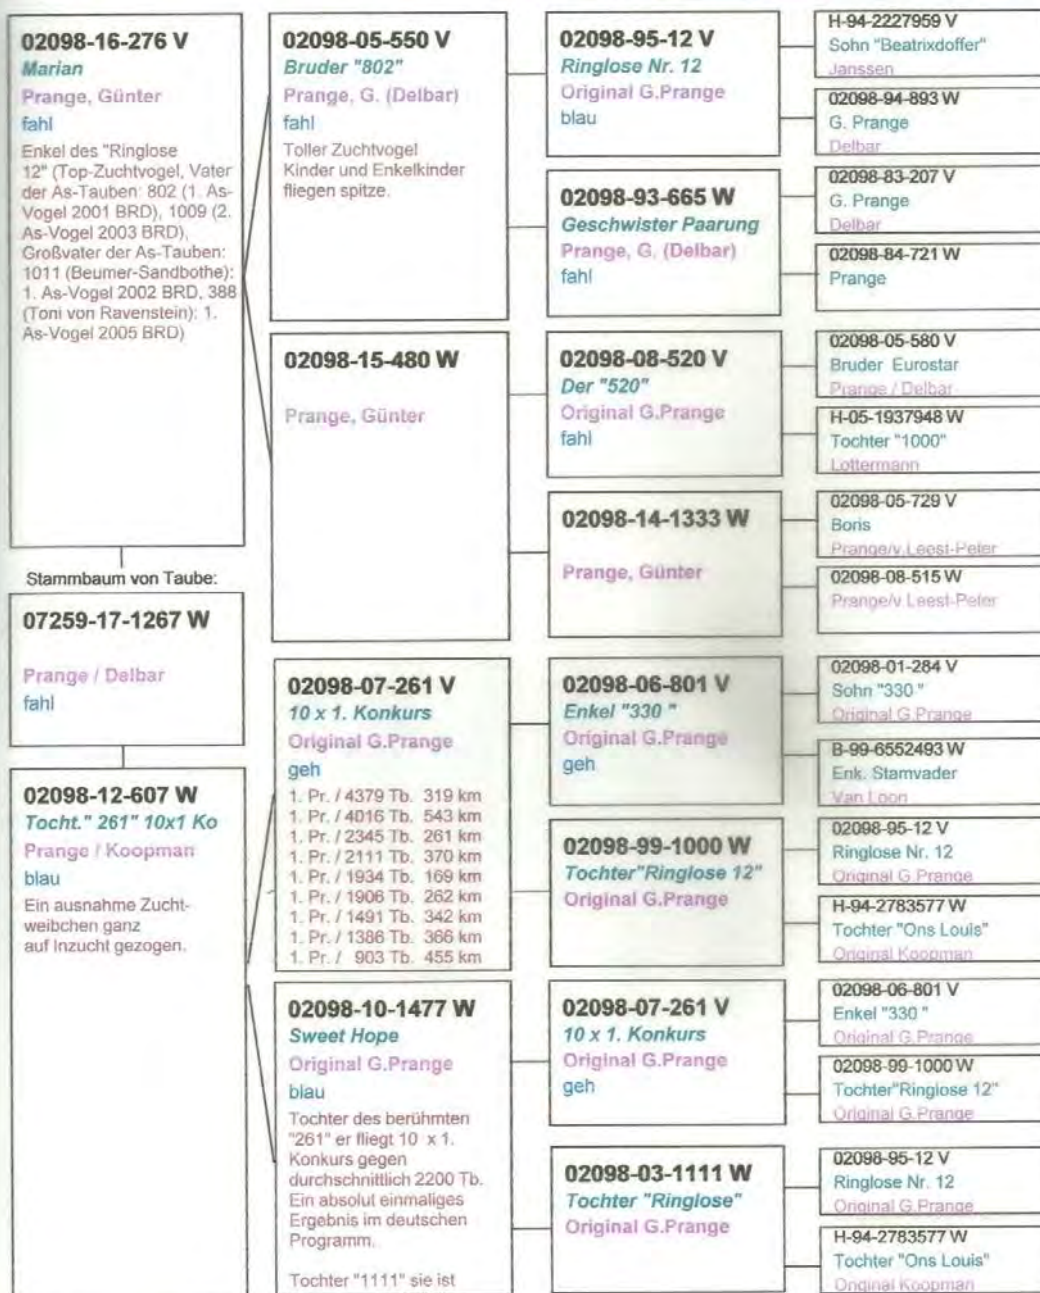 02098-16-276 V
Marian
Prange, Günter
fahl
Enkel des "Ringlose
12" (Top-Zuchtvogel, Vater
der As-Tauben: 802 (1. As-
Vogel 2001 BRD), 1009 (2.
As-Vogel 2003 BRD),
Großvater der As-Tauben:
1011 (Beumer-Sandbothe):
1. As-Vogel 2002 BRD, 388
(Toni von Ravenstein): 1.
As-Vogel 2005 BRD)
Stammbaum von Taube:
07259-17-1267 W
Prange / Delbar
fahl
02098-12-607 W
Tocht." 261" 10x1 Ko
Prange / Koopman
blau
Ein ausnahme Zucht-
weibchen ganz
auf Inzucht gezogen.
02098-05-550 V
Bruder "802"
Prange, G. (Delbar)
fahl
Toller Zuchtvogel
Kinder und Enkelkinder
fliegen spitze.
02098-15-480 W
Prange, Günter
02098-07-261 V
10 x 1. Konkurs
Original G.Prange
geh
1. Pr. / 4379 Tb. 319 km
1. Pr. / 4016 Tb. 543 km
1. Pr. / 2345 Tb. 261 km
1. Pr. / 2111 Tb. 370 km
1. Pr. / 1934 Tb. 169 km
1. Pr. / 1906 Tb. 262 km
1. Pr. / 1491 Tb. 342 km
1. Pr. / 1386 Tb. 366 km
1. Pr. / 903 Tb. 455 km
02098-10-1477 W
Sweet Hope
Original G.Prange
blau
Tochter des berühmten
"261" er fliegt 10 x 1.
Konkurs gegen
durchschnittlich 2200 Tb.
Ein absolut einmaliges
Ergebnis im deutschen
Programm.
Tochter "1111" sie ist
02098-95-12 V
Ringlose Nr. 12
Original G.Prange
blau
02098-93-665 W
Geschwister Paarung
Prange, G. (Delbar)
fahl
02098-08-520 V
Der "520"
Original G.Prange
fahl
02098-14-1333 W
Prange, Günter
02098-06-801 V
Enkel "330 "
Original G.Prange
geh
02098-99-1000 W
Tochter"Ringlose 12"
Original G.Prange
02098-07-261 V
10 x 1. Konkurs
Original G.Prange
geh
02098-03-1111 W
Tochter "Ringlose"
Original G.Prange
H-94-2227959 V
Sohn "Beatrixdoffer"
Janssen
02098-94-893 W
G. Prange
Delbar
02098-83-207 V
G. Prange
Delbar
02098-84-721 W
Prange
02098-05-580 V
Bruder Eurostar
Prange / Delbar
H-05-1937948 W
Tochter "1000"
Lottermann
02098-05-729 V
Boris
Prange/v.Leest-Peter
02098-08-515 W
Prange/v.Leest-Peter
02098-01-284 V
Sohn "330 "
Original G.Prange
B-99-6552493 W
Enk. Stamvader
Van Loon
02098-95-12 V
Ringlose Nr. 12
Original G.Prange
H-94-2783577 W
Tochter "Ons Louis"
Original Koopman
02098-06-801 V
Enkel "330 "
Original G.Prange
02098-99-1000 W
Tochter"Ringlose 12"
Original G.Prange
02098-95-12 V
Ringlose Nr. 12
Original G.Prange
H-94-2783577 W
Tochter "Ons Louis"
Original Koopman